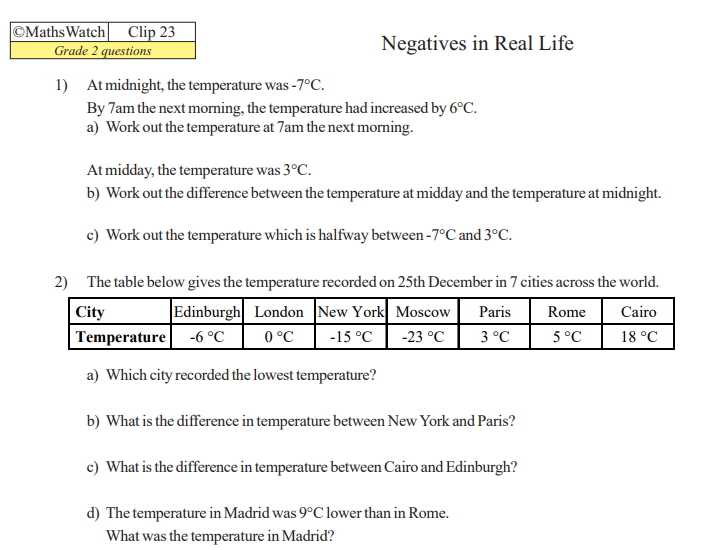 ©MathsWatch Clip 23
Grade 2 questions
Negatives in Real Life
1) At midnight, the temperature was -7°C.
By 7am the next morning, the temperature had increased by 6°C.
a) Work out the temperature at 7am the next morning.
At midday, the temperature was 3°C.
b) Work out the difference between the temperature at midday and the temperature at midnight.
c) Work out the temperature which is halfway between -7°C and 3°C.
2) The table below gives the temperature recorded on 25th December in 7 cities across the world.
City Edinburgh London New York Moscow Paris Rome Cairo
Temperature -6 °C 0 °C -15 °C -23 °C 3 °C 5 °C 18 °C
a) Which city recorded the lowest temperature?
b) What is the difference in temperature between New York and Paris?
c) What is the difference in temperature between Cairo and Edinburgh?
d) The temperature in Madrid was 9°C lower than in Rome.
What was the temperature in Madrid?